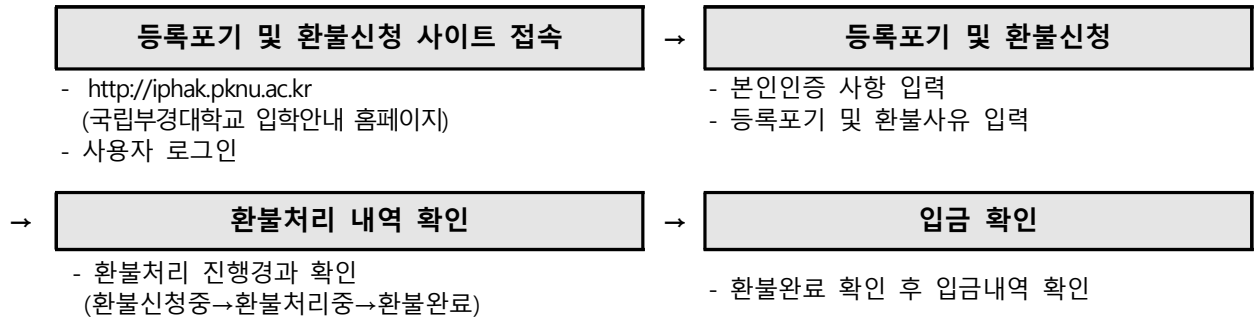 등록포기 및 환불신청 사이트 접속
→
등록포기 및 환불신청
- http://iphak.pknu.ac.kr
(국립부경대학교 입학안내 홈페이지)
- 사용자 로그인
- 본인인증 사항 입력
- 등록포기 및 환불사유 입력
→
환불처리 내역 확인
→
입금 확인
- 환불처리 진행경과 확인
(환불신청중→환불처리중→환불완료)
- 환불완료 확인 후 입금내역 확인